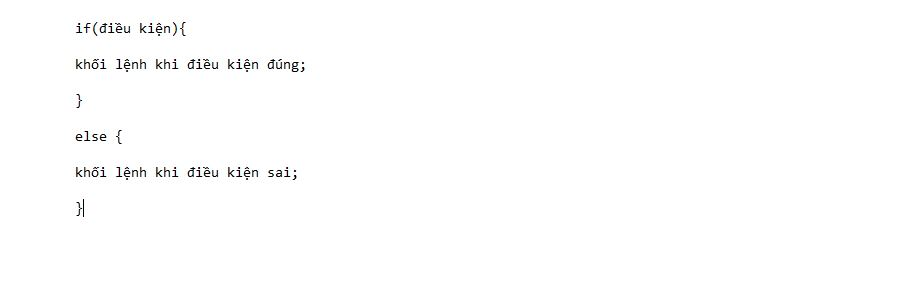 if(điều kiện){
khối lệnh khi điều kiện đúng;
}
else {
khối lệnh khi điều kiện sai;
}